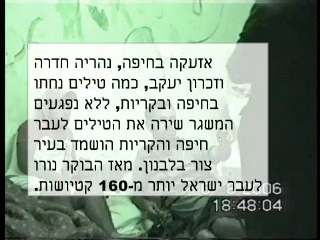 אזעקה בחיפה, נהריה חדרה
וזכרון יעקב, כמה טילים נחתו
בחיפה ובקריות, ללא נפגעים
המשגר שירה את הטילים לעבר
חיפה והקריות הושמד בעיר
צור בלבנון. מאז הבוקר נורו
לעבר ישראל יותר מ-160 קטיושות.
18:48:04